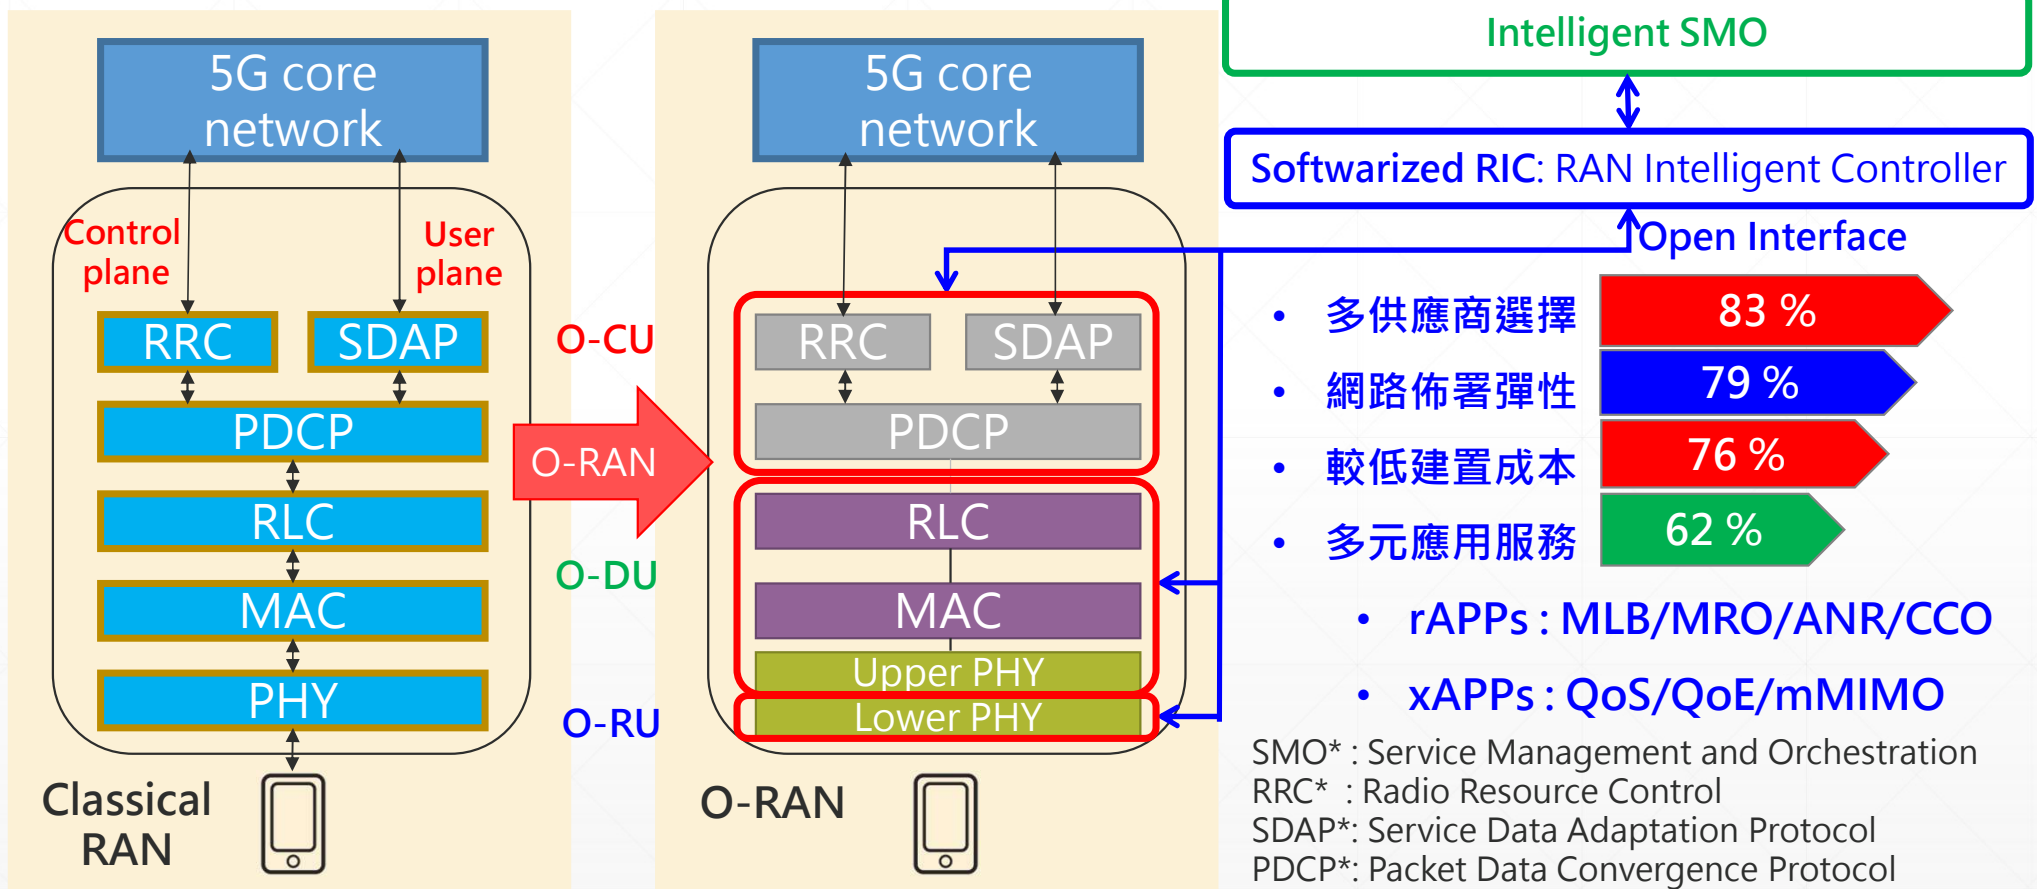 5G core
network
Control
plane
User
plane
RRC
SDAP
PDCP
RLC
MAC
PHY
Classical
RAN
O-CU
O-RAN
O-DU
O-RU
5G core
network
RRC
SDAP
PDCP
RLC
MAC
Upper PHY
Lower PHY
O-RAN
Intelligent SMO
Softwarized RIC: RAN Intelligent Controller
Open Interface
• 多供應商選擇 83 %
• 網路佈署彈性 79 %
• 較低建置成本 76 %
• 多元應用服務 62 %
• rAPPs : MLB/MRO/ANR/CCO
• xAPPs : QoS/QoE/mMIMO
SMO* : Service Management and Orchestration
RRC* : Radio Resource Control
SDAP*: Service Data Adaptation Protocol
PDCP*: Packet Data Convergence Protocol